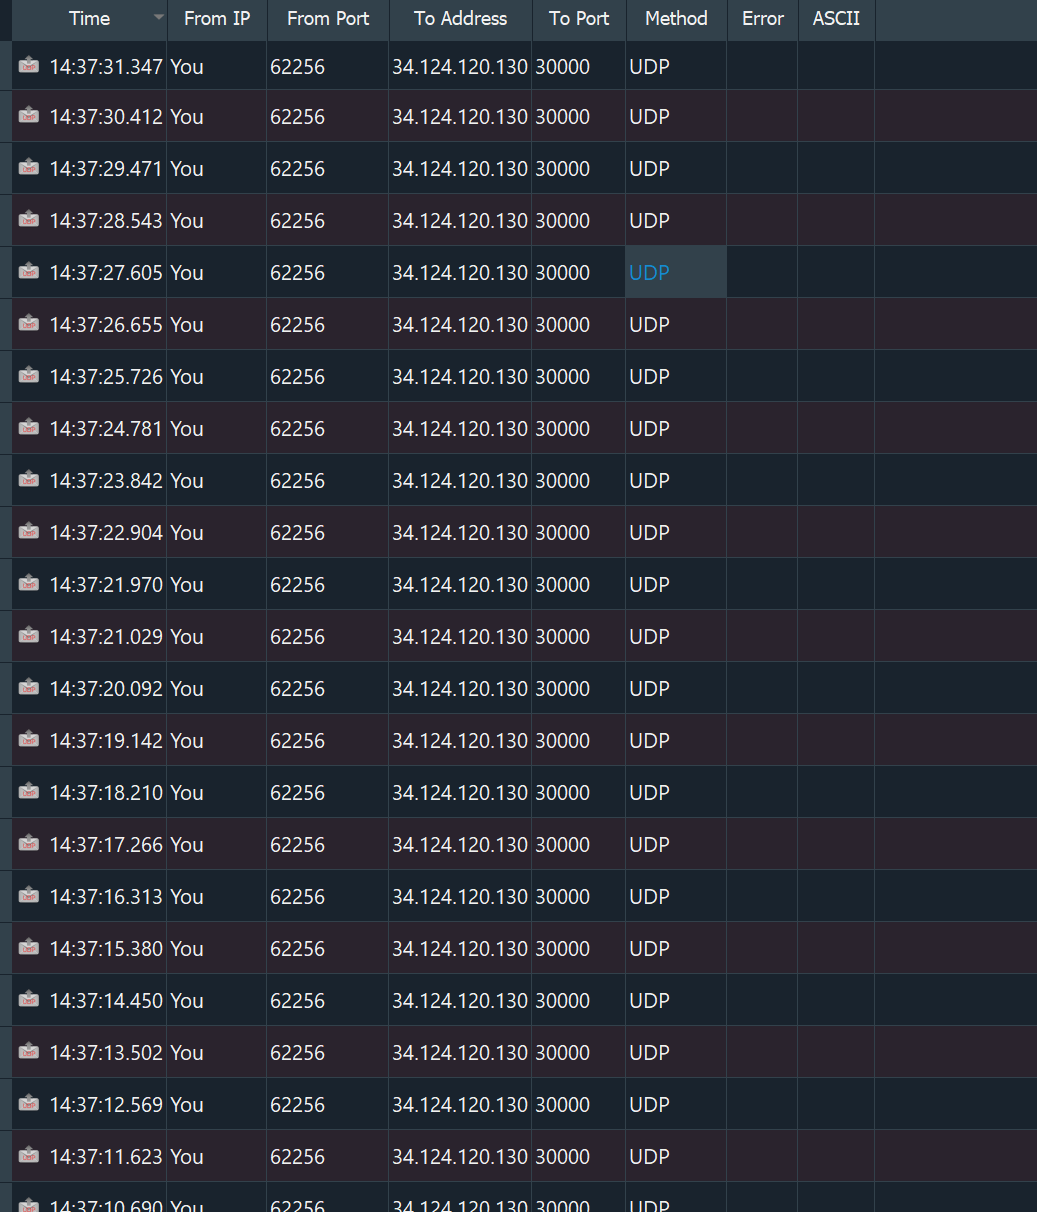 Time From IP From Port To Address To Port Method Error ASCII
14:37:31.347 You 62256 34.124.120.130 30000 UDP
14:37:30.412 You 62256 34.124.120.130 30000 UDP
14:37:29.471 You 62256 34.124.120.130 30000 UDP
14:37:28.543 You 62256 34.124.120.130 30000 UDP
14:37:27.605 You 62256 34.124.120.130 30000 UDP
14:37:26.655 You 62256 34.124.120.130 30000 UDP
14:37:25.726 You 62256 34.124.120.130 30000 UDP
14:37:24.781 You 62256 34.124.120.130 30000 UDP
14:37:23.842 You 62256 34.124.120.130 30000 UDP
14:37:22.904 You 62256 34.124.120.130 30000 UDP
14:37:21.970 You 62256 34.124.120.130 30000 UDP
14:37:21.029 You 62256 34.124.120.130 30000 UDP
14:37:20.092 You 62256 34.124.120.130 30000 UDP
14:37:19.142 You 62256 34.124.120.130 30000 UDP
14:37:18.210 You 62256 34.124.120.130 30000 UDP
14:37:17.266 You 62256 34.124.120.130 30000 UDP
14:37:16.313 You 62256 34.124.120.130 30000 UDP
14:37:15.380 You 62256 34.124.120.130 30000 UDP
14:37:14.450 You 62256 34.124.120.130 30000 UDP
14:37:13.502 You 62256 34.124.120.130 30000 UDP
14:37:12.569 You 62256 34.124.120.130 30000 UDP
14:37:11.623 You 62256 34.124.120.130 30000 UDP
14:37:10.690 You 62256 34.124.120.130 30000 UDP